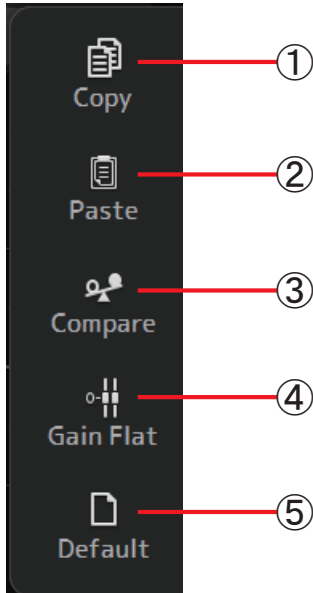 Copy ①
Paste ②
Compare ③
Gain Flat ④
Default ⑤